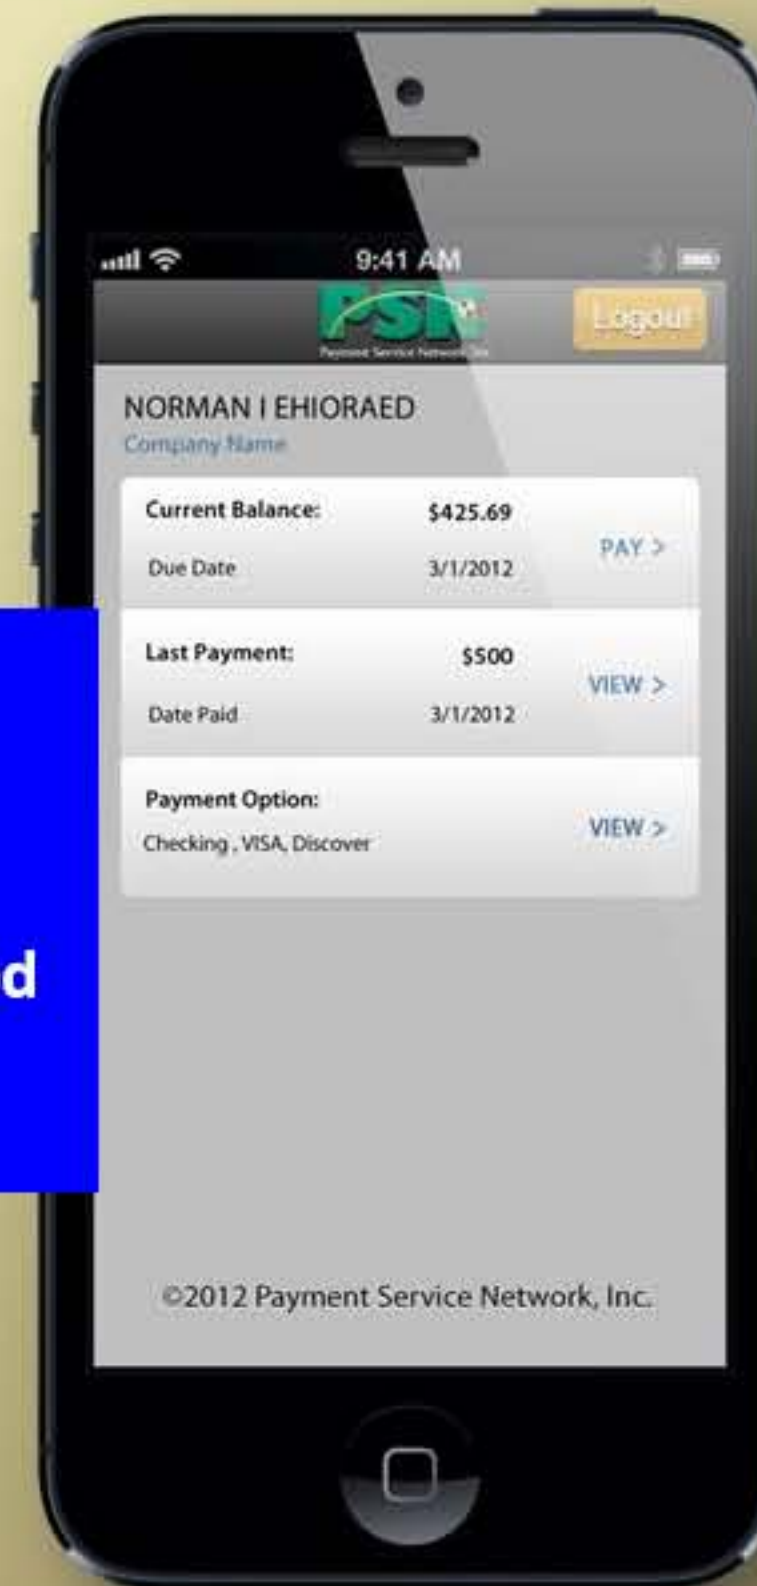 9:41 AM
PSN
Payment Service Network, Inc.
Logout
NORMAN I EHIORAED
Company Name
Current Balance: $425.69
Due Date 3/1/2012
PAY >
Last Payment: $500
Date Paid 3/1/2012
VIEW >
Payment Option:
Checking , VISA, Discover
VIEW >
d
©2012 Payment Service Network, Inc.